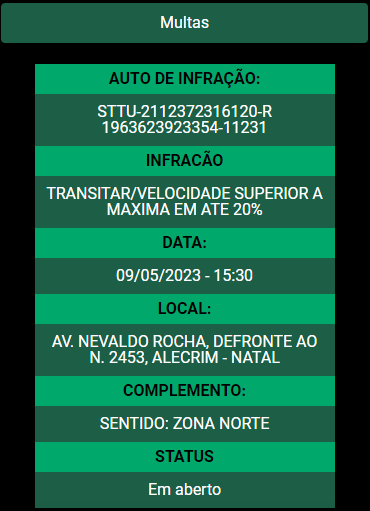 Multas
AUTO DE INFRAÇÃO:
STTU-2112372316120-R
1963623923354-11231
INFRACÃO
TRANSITAR/VELOCIDADE SUPERIOR A
MAXIMA EM ATE 20%
DATA:
09/05/2023 - 15:30
LOCAL:
AV. NEVALDO ROCHA, DEFRONTE AO
N. 2453, ALECRIM - NATAL
COMPLEMENTO:
SENTIDO: ZONA NORTE
STATUS
Em aberto